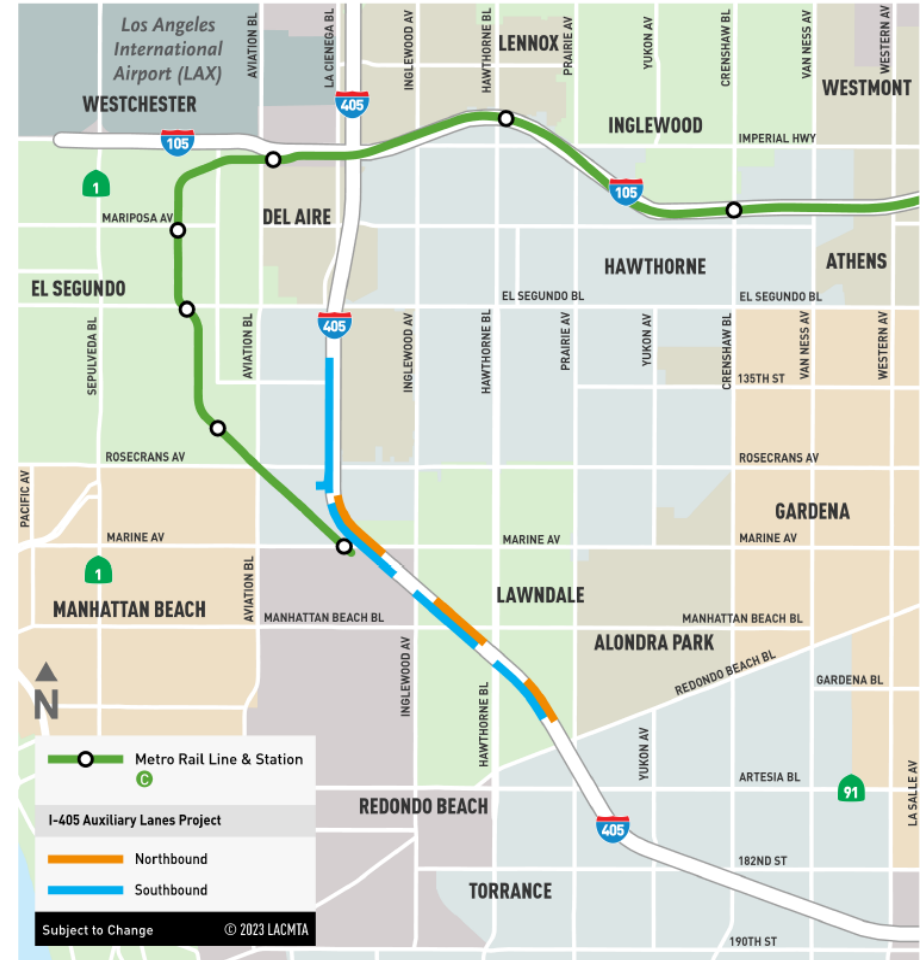 Los Angeles
International
Airport (LAX)
AVIATION BL
LA CIENEGA BL
INGLEWOOD AV
HAWTHORNE BL
LENNOX
PRAIRIE AV
YUKON AV
CRENSHAW BL
VAN NESS AV
WESTERN AV
WESTCHESTER
405
WESTMONT
105
INGLEWOOD
IMPERIAL HWY
1
105
MARIPOSA AV
DEL AIRE
HAWTHORNE
ATHENS
EL SEGUNDO
EL SEGUNDO BL
EL SEGUNDO BL
405
SEPULVEDA BL
AVIATION BL
INGLEWOOD AV
HAWTHORNE BL
PRAIRIE AV
YUKON AV
CRENSHAW BL
VAN NESS AV
WESTERN AV
135TH ST
ROSECRANS AV
ROSECRANS AV
PACIFIC AV
GARDENA
MARINE AV
MARINE AV
MARINE AV
1
AVIATION BL
LAWNDALE
MANHATTAN BEACH
MANHATTAN BEACH BL
MANHATTAN BEACH BL
ALONDRA PARK
INGLEWOOD AV
REDONDO BEACH BL
GARDENA BL
N
HAWTHORNE BL
YUKON AV
ARTESIA BL
91
LA SALLE AV
REDONDO BEACH
405
182ND ST
TORRANCE
190TH ST
Metro Rail Line & Station
C
I-405 Auxiliary Lanes Project
Northbound
Southbound
Subject to Change
© 2023 LACMTA